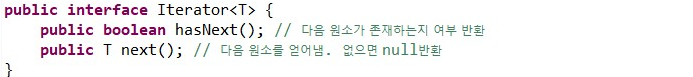 public interface Iterator<T> {
    public boolean hasNext(); // 다음 원소가 존재하는지 여부 반환
    public T next(); // 다음 원소를 얻어냄. 없으면 null반환
}